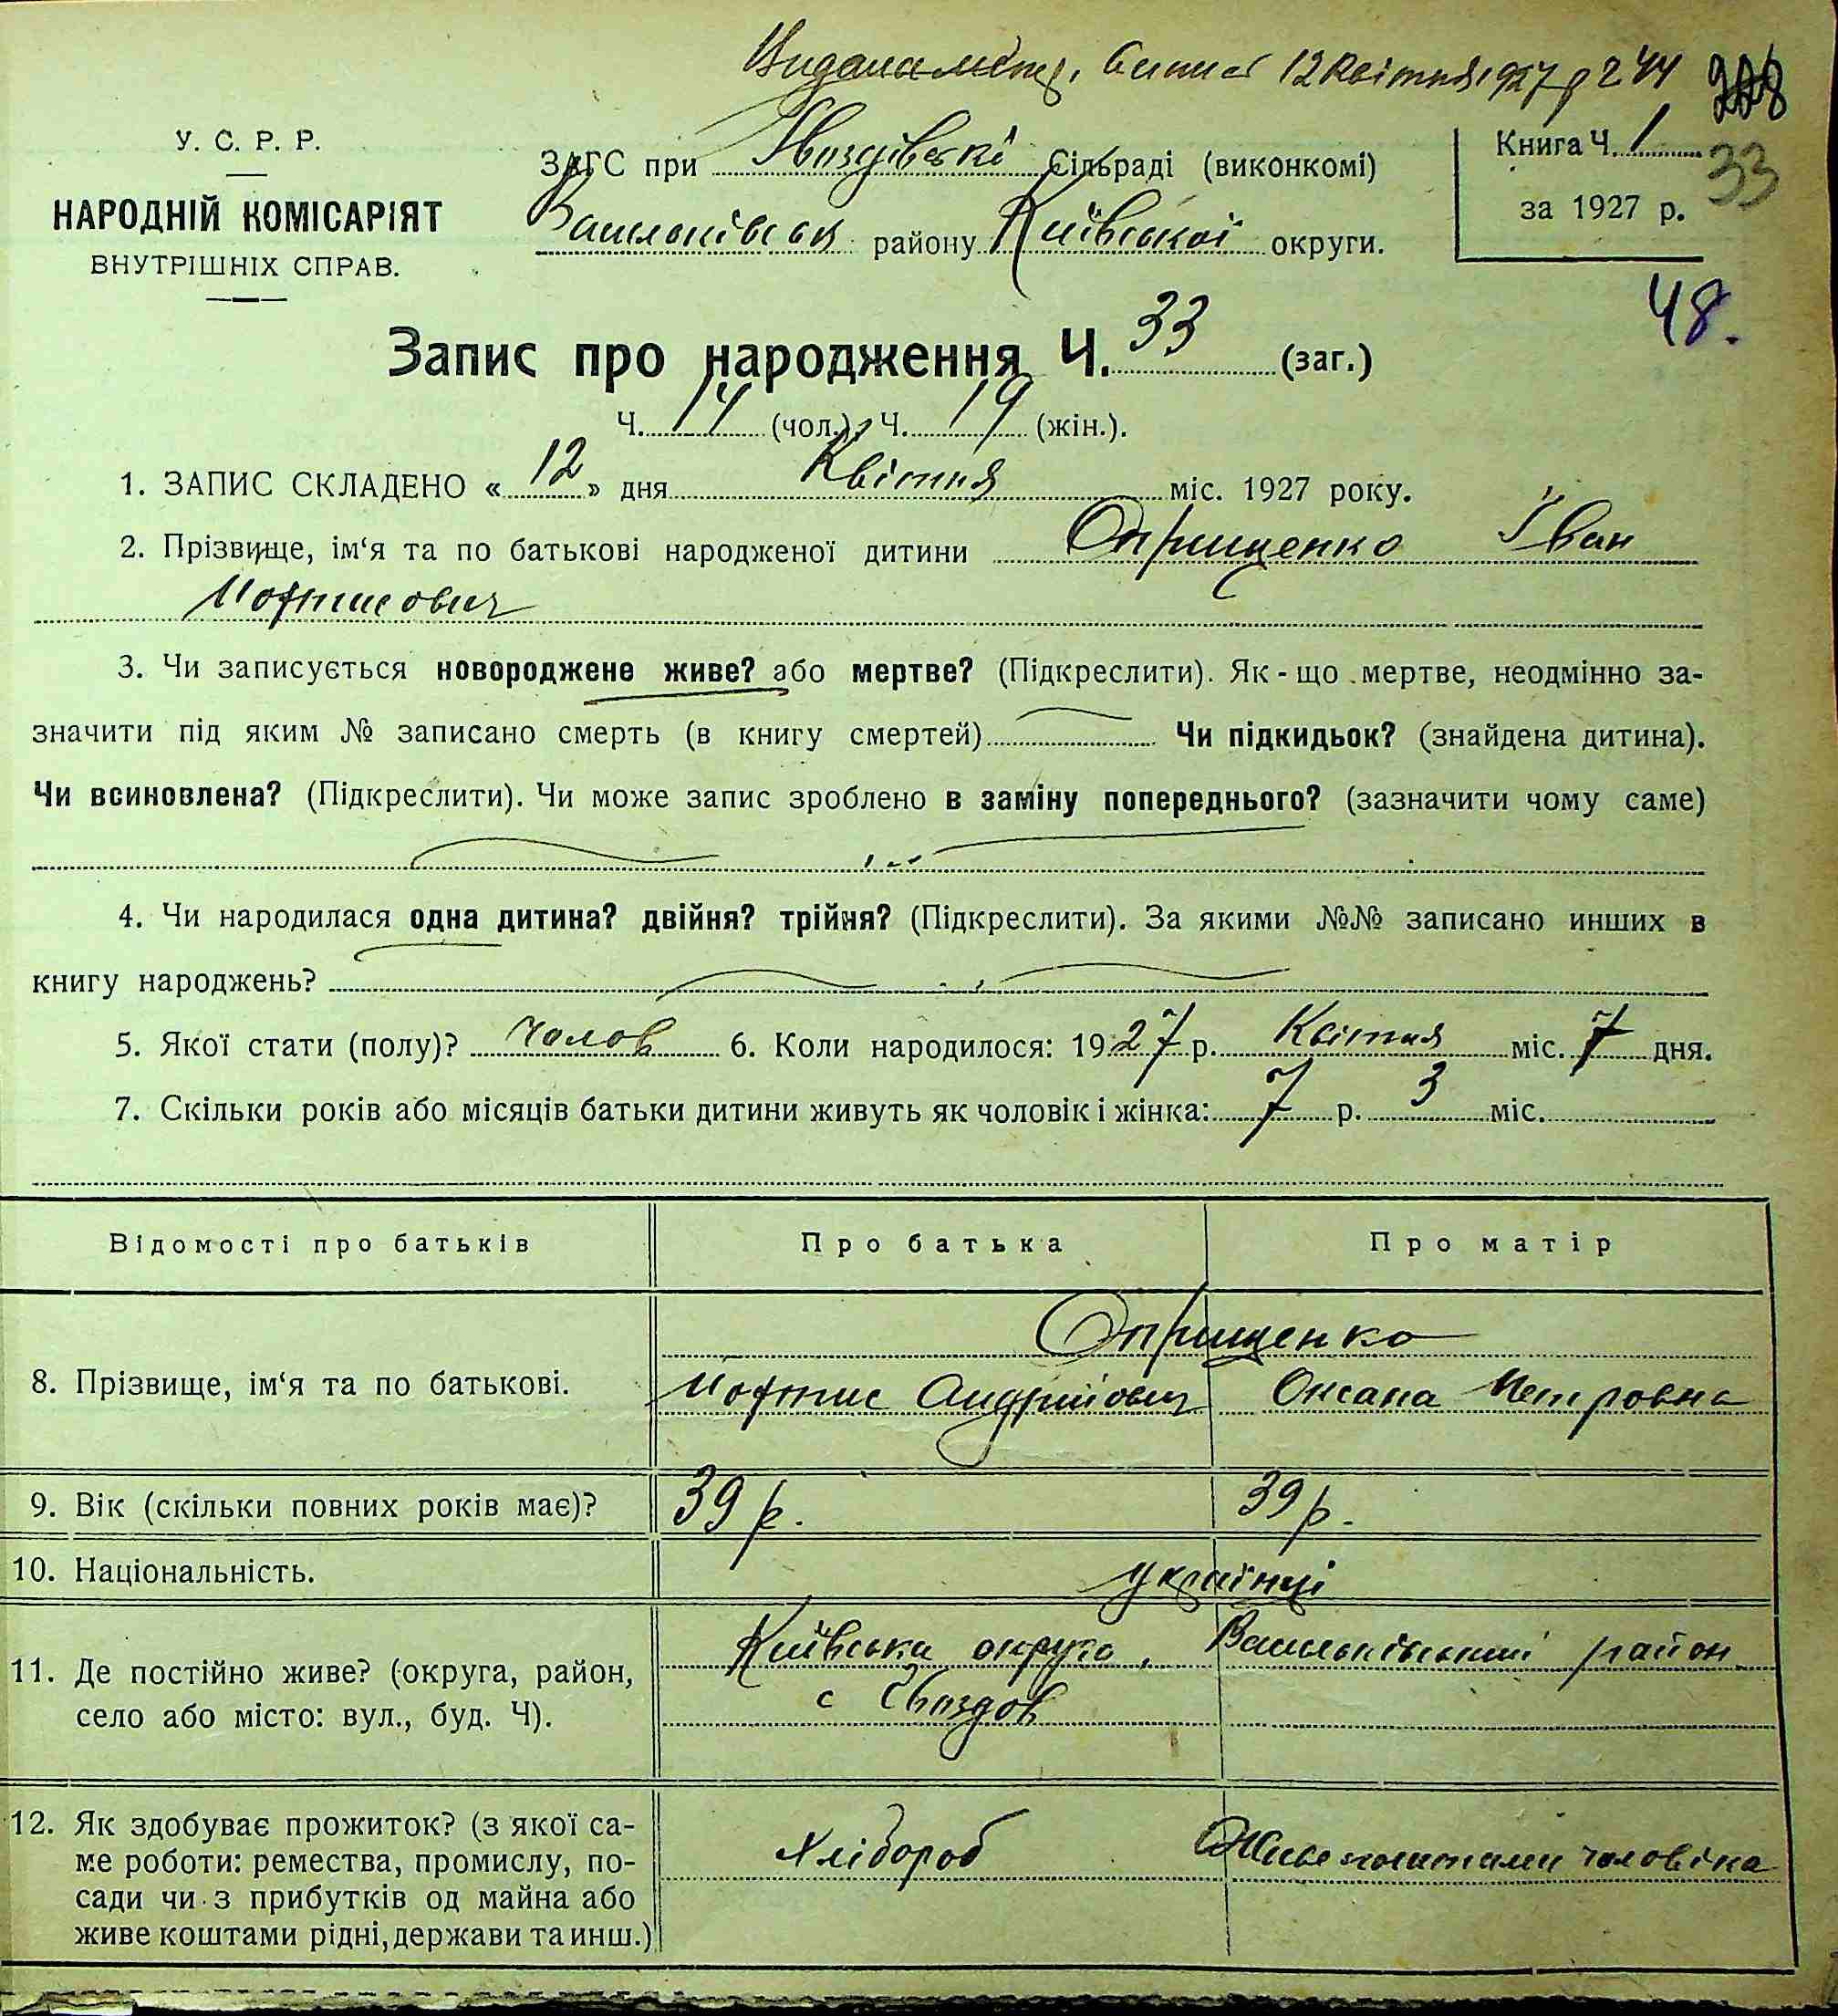 12 Квітня 1927 р 244 228
У. С. Р. Р.
НАРОДНІЙ КОМІСАРІЯТ
ВНУТРІШНІХ СПРАВ.
ЗАГС при Гвоздівські Сільраді (виконкомі)
Васильківськ району Київської округи.
Книга Ч. 1
33
за 1927 р.
48.
Запис про народження Ч. 33 (заг.)
Ч. 14 (чол.), Ч. 19 (жін.).
1. ЗАПИС СКЛАДЕНО « 12 » дня Квітня міс. 1927 року.
2. Прізвище, ім‘я та по батькові народженої дитини Оприщенко Іван
3. Чи записується новороджене живе? або мертве? (Підкреслити). Як - що мертве, неодмінно за-
значити під яким № записано смерть (в книгу смертей) Чи підкидьок? (знайдена дитина).
Чи всиновлена? (Підкреслити). Чи може запис зроблено в заміну попереднього? (зазначити чому саме)
4. Чи народилася одна дитина? двійня? трійня? (Підкреслити). За якими №№ записано инших в
книгу народжень?
5. Якої стати (полу)? Чолов 6. Коли народилося: 1927 р. Квітня міс. 7 дня.
7. Скільки років або місяців батьки дитини живуть як чоловік і жінка: 7 р. 3 міс.
Відомості про батьків Про батька Про матір
Оприщенко
8. Прізвище, ім‘я та по батькові. Андрійович Оксана Петровна
9. Вік (скільки повних років має)? 39 р. 39 р.
10. Національність. українці
11. Де постійно живе? (округа, район,
село або місто: вул., буд. Ч).
Київська округа, Васильківський район
с Гвоздов
12. Як здобуває прожиток? (з якої са-
ме роботи: ремества, промислу, по-
сади чи з прибутків од майна або
живе коштами рідні, держави та инш.)
Хлібороб Живе коштами чоловіка